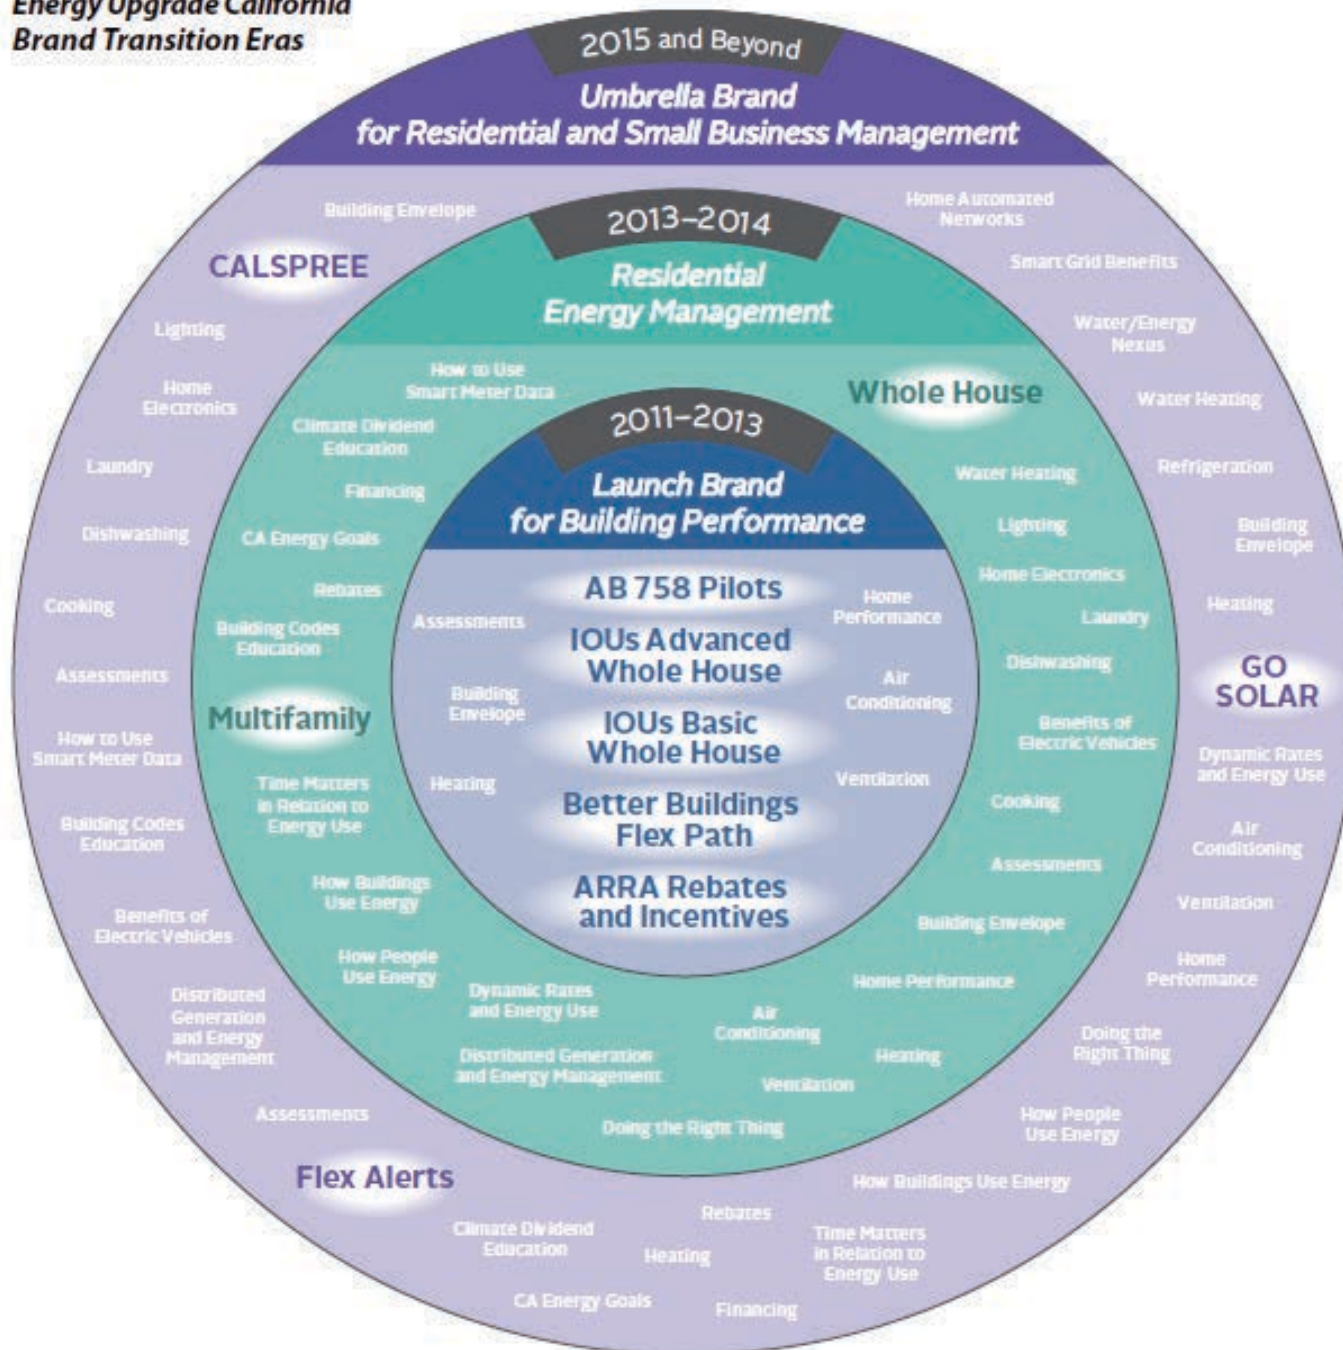 Energy Upgrade California
Brand Transition Eras
2015 and Beyond
Umbrella Brand
for Residential and Small Business Management
Building Envelope
CALSPREE
Lighting
Home
Electronics
Laundry
Dishwashing
Cooking
Assessments
How to Use
Smart Meter Data
Building Codes
Education
Benefits of
Electric Vehicles
Distributed
Generation
and Energy
Management
Assessments
Flex Alerts
Climate Dividend
Education
CA Energy Goals
Heating
Rebates
Financing
Time Matters
in Relation to
Energy Use
How Buildings Use Energy
How People
Use Energy
Doing the
Right Thing
Home
Performance
Ventilation
Air
Conditioning
Dynamic Rates
and Energy Use
GO
SOLAR
Heating
Building
Envelope
Refrigeration
Water Heating
Water/Energy
Nexus
Smart Grid Benefits
Home Automated
Networks
2013–2014
Residential
Energy Management
How to Use
Smart Meter Data
Climate Dividend
Education
Financing
CA Energy Goals
Rebates
Building Codes
Education
Multifamily
Time Matters
in Relation to
Energy Use
How Buildings
Use Energy
How People
Use Energy
Dynamic Rates
and Energy Use
Distributed Generation
and Energy Management
Doing the Right Thing
Ventilation
Air
Conditioning
Heating
Home Performance
Building Envelope
Assessments
Cooking
Benefits of
Electric Vehicles
Dishwashing
Laundry
Home Electronics
Lighting
Water Heating
Whole House
2011–2013
Launch Brand
for Building Performance
AB 758 Pilots
IOUs Advanced
Whole House
IOUs Basic
Whole House
Better Buildings
Flex Path
ARRA Rebates
and Incentives
Assessments
Building
Envelope
Heating
Home
Performance
Air
Conditioning
Ventilation